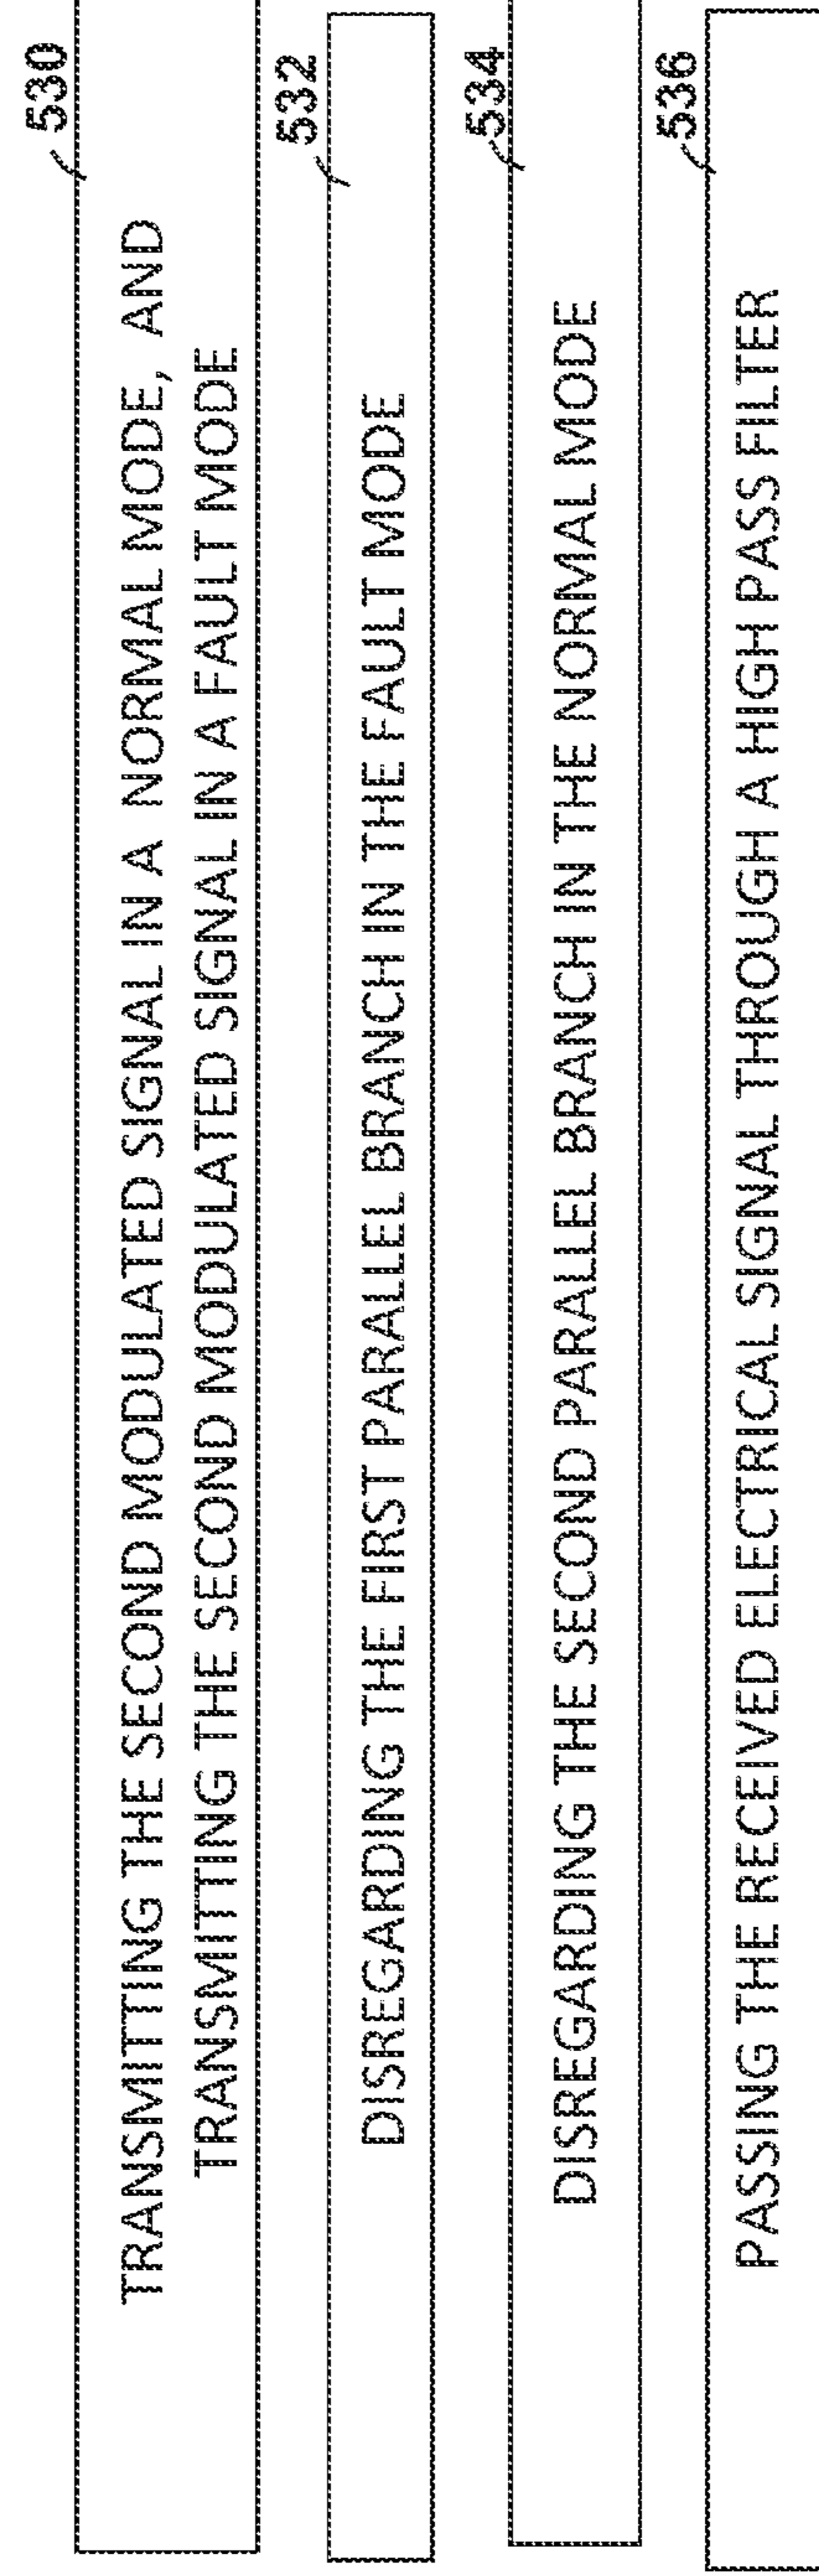 530
TRANSMITTING THE SECOND MODULATED SIGNAL IN A NORMAL MODE, AND
TRANSMITTING THE SECOND MODULATED SIGNAL IN A FAULT MODE
532
DISREGARDING THE FIRST PARALLEL BRANCH IN THE FAULT MODE
534
DISREGARDING THE SECOND PARALLEL BRANCH IN THE NORMAL MODE
536
PASSING THE RECEIVED ELECTRICAL SIGNAL THROUGH A HIGH PASS FILTER